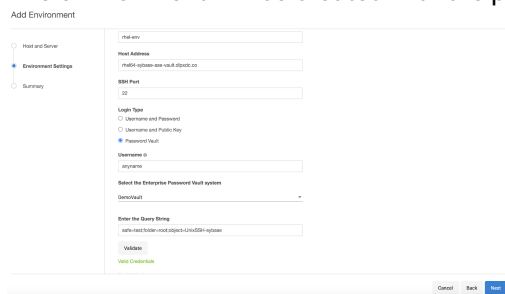 Add Environment
Host and Server
Environment Settings
Summary
rhel-env
Host Address
rhel64-sybase-ase-vault.dlpxdc.co
SSH Port
22
Login Type
Username and Password
Username and Public Key
Password Vault
Username
anyname
Select the Enterprise Password Vault system
DemoVault
Enter the Query String
safe=test;folder=root;object=UnixSSH-sybase
Validate
Valid Credentials
Cancel Back Next